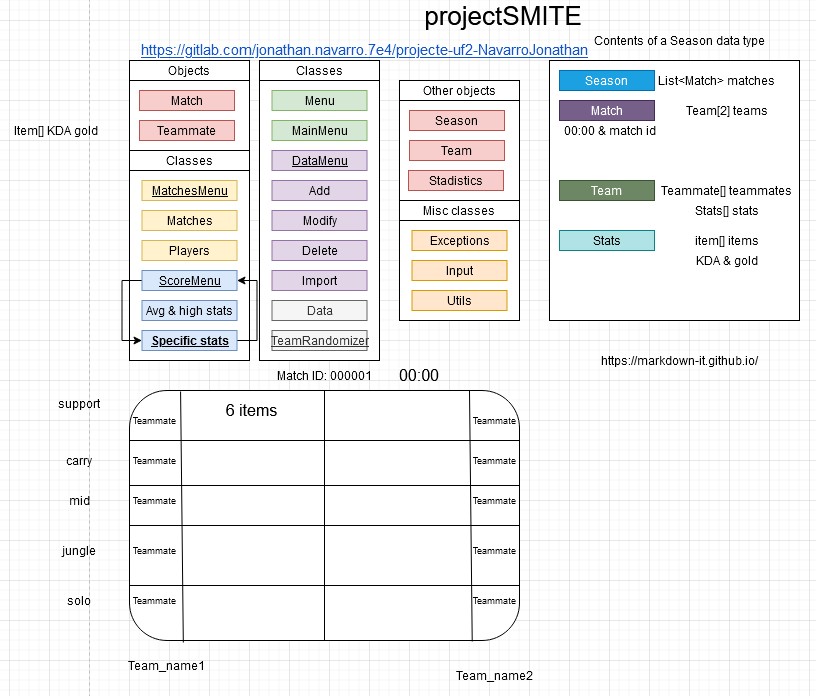 projectSMITE
https://gitlab.com/jonathan.navarro.7e4/projecte-uf2-NavarroJonathan
Contents of a Season data type
Objects
Match
Teammate
Item[] KDA gold
Classes
MatchesMenu
Matches
Players
ScoreMenu
Avg & high stats
Specific stats
Classes
Menu
MainMenu
DataMenu
Add
Modify
Delete
Import
Data
TeamRandomizer
Other objects
Season
Team
Stadistics
Misc classes
Exceptions
Input
Utils
Season List<Match> matches
Match Team[2] teams
00:00 & match id
Team Teammate[] teammates
Stats[] stats
Stats item[] items
KDA & gold
https://markdown-it.github.io/
Match ID: 000001 00:00
support Teammate 6 items Teammate
carry Teammate Teammate
mid Teammate Teammate
jungle Teammate Teammate
solo Teammate Teammate
Team_name1
Team_name2